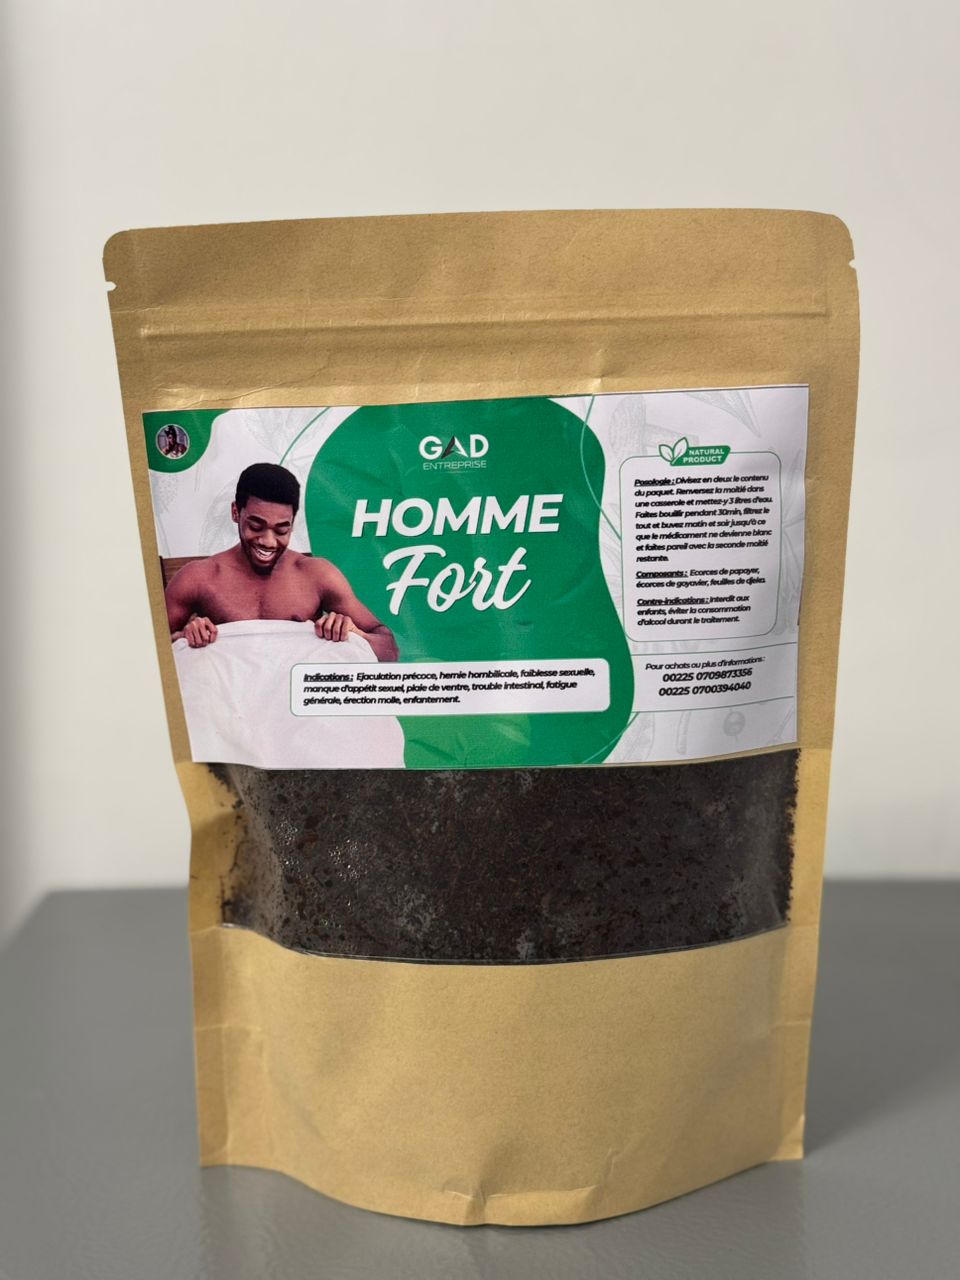 GAD
ENTREPRISE
HOMME
Fort
Indications : Ejaculation précoce, hernie hombilicale, faiblesse sexuelle,
manque d'appétit sexuel, plaie de ventre, trouble intestinal, fatigue
générale, érection molle, enfantement.
NATURAL
PRODUCT
Posologie : Divisez en deux le contenu
du paquet. Renversez la moitié dans
une casserole et mettez-y 3 litres d'eau.
Faites bouillir pendant 30min, filtrez le
tout et buvez matin et soir jusqu'à ce
que le médicament ne devienne blanc
et faites pareil avec la seconde moitié
restante.
Composants : Ecorces de papayer,
écorces de goyavier, feuilles de djeka.
Contre-indications : Interdit aux
enfants, éviter la consommation
d'alcool durant le traitement.
Pour achats ou plus d'informations :
00225 0709873356
00225 0700394040